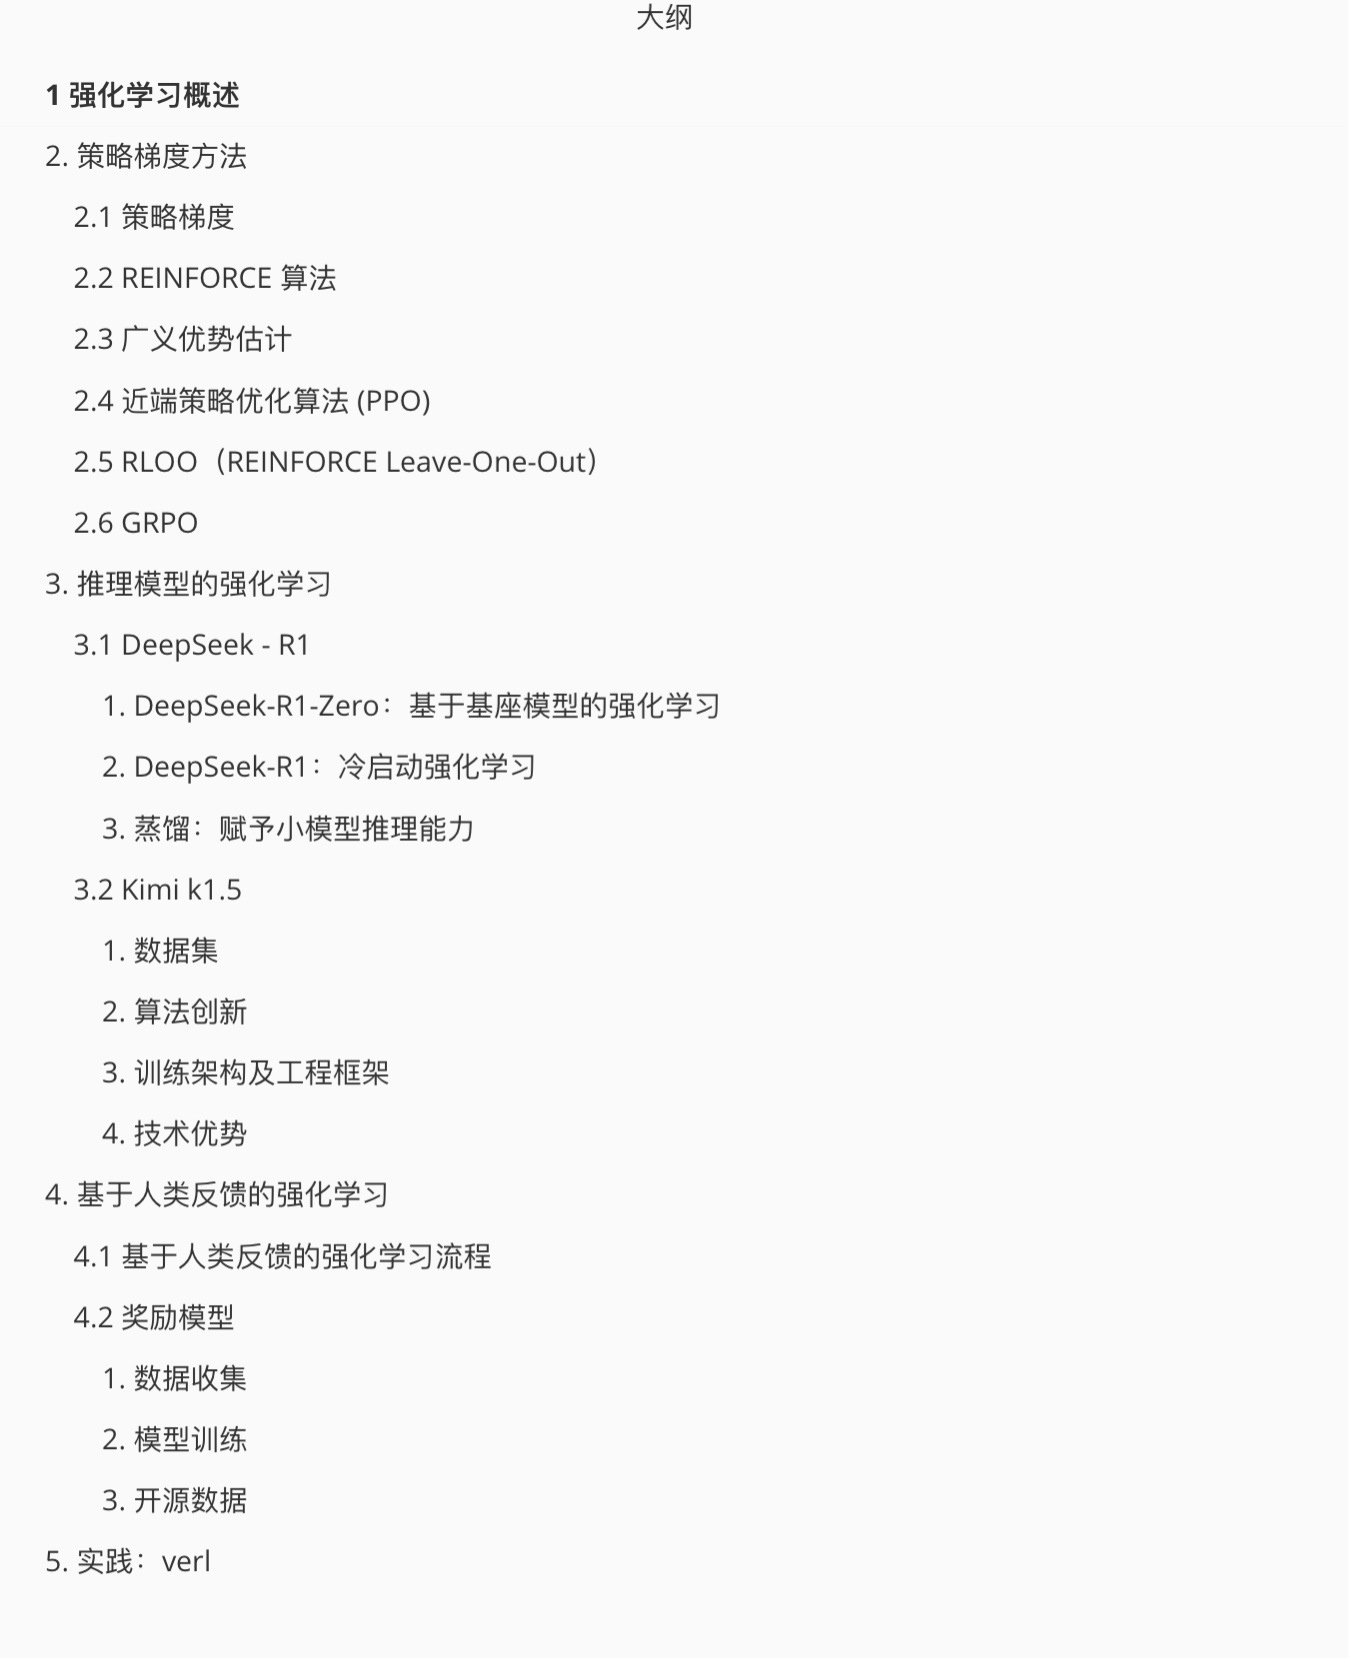 大纲
1 强化学习概述
2. 策略梯度方法
2.1 策略梯度
2.2 REINFORCE 算法
2.3 广义优势估计
2.4 近端策略优化算法 (PPO)
2.5 RLOO（REINFORCE Leave-One-Out）
2.6 GRPO
3. 推理模型的强化学习
3.1 DeepSeek - R1
1. DeepSeek-R1-Zero：基于基座模型的强化学习
2. DeepSeek-R1：冷启动强化学习
3. 蒸馏：赋予小模型推理能力
3.2 Kimi k1.5
1. 数据集
2. 算法创新
3. 训练架构及工程框架
4. 技术优势
4. 基于人类反馈的强化学习
4.1 基于人类反馈的强化学习流程
4.2 奖励模型
1. 数据收集
2. 模型训练
3. 开源数据
5. 实践：verl